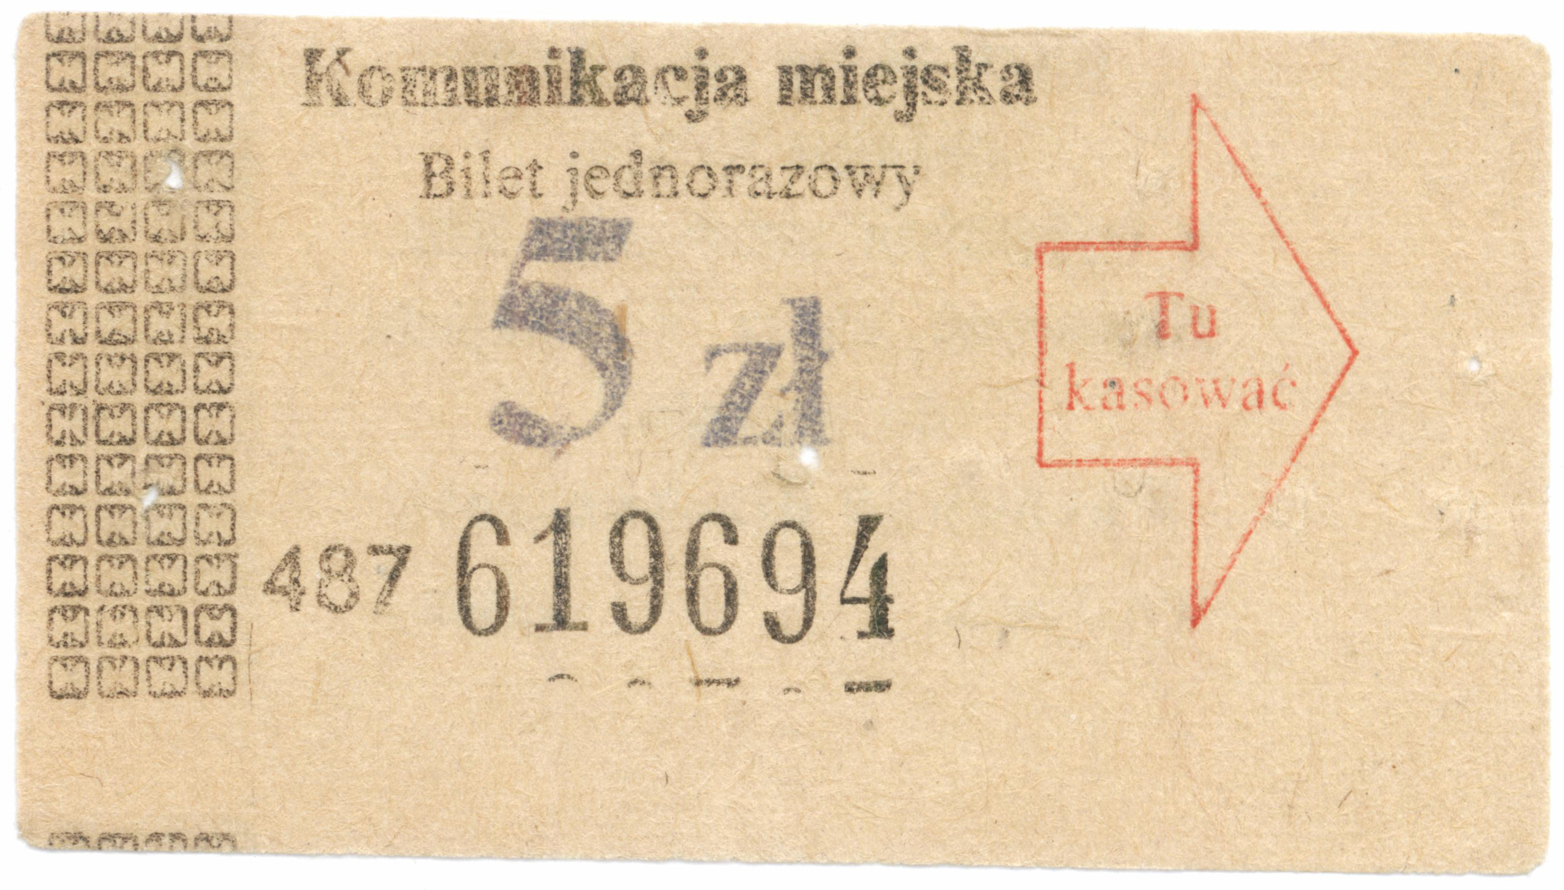 Komunikacja miejska
Bilet jednorazowy
5 zł
487 619694
Tu
kasować